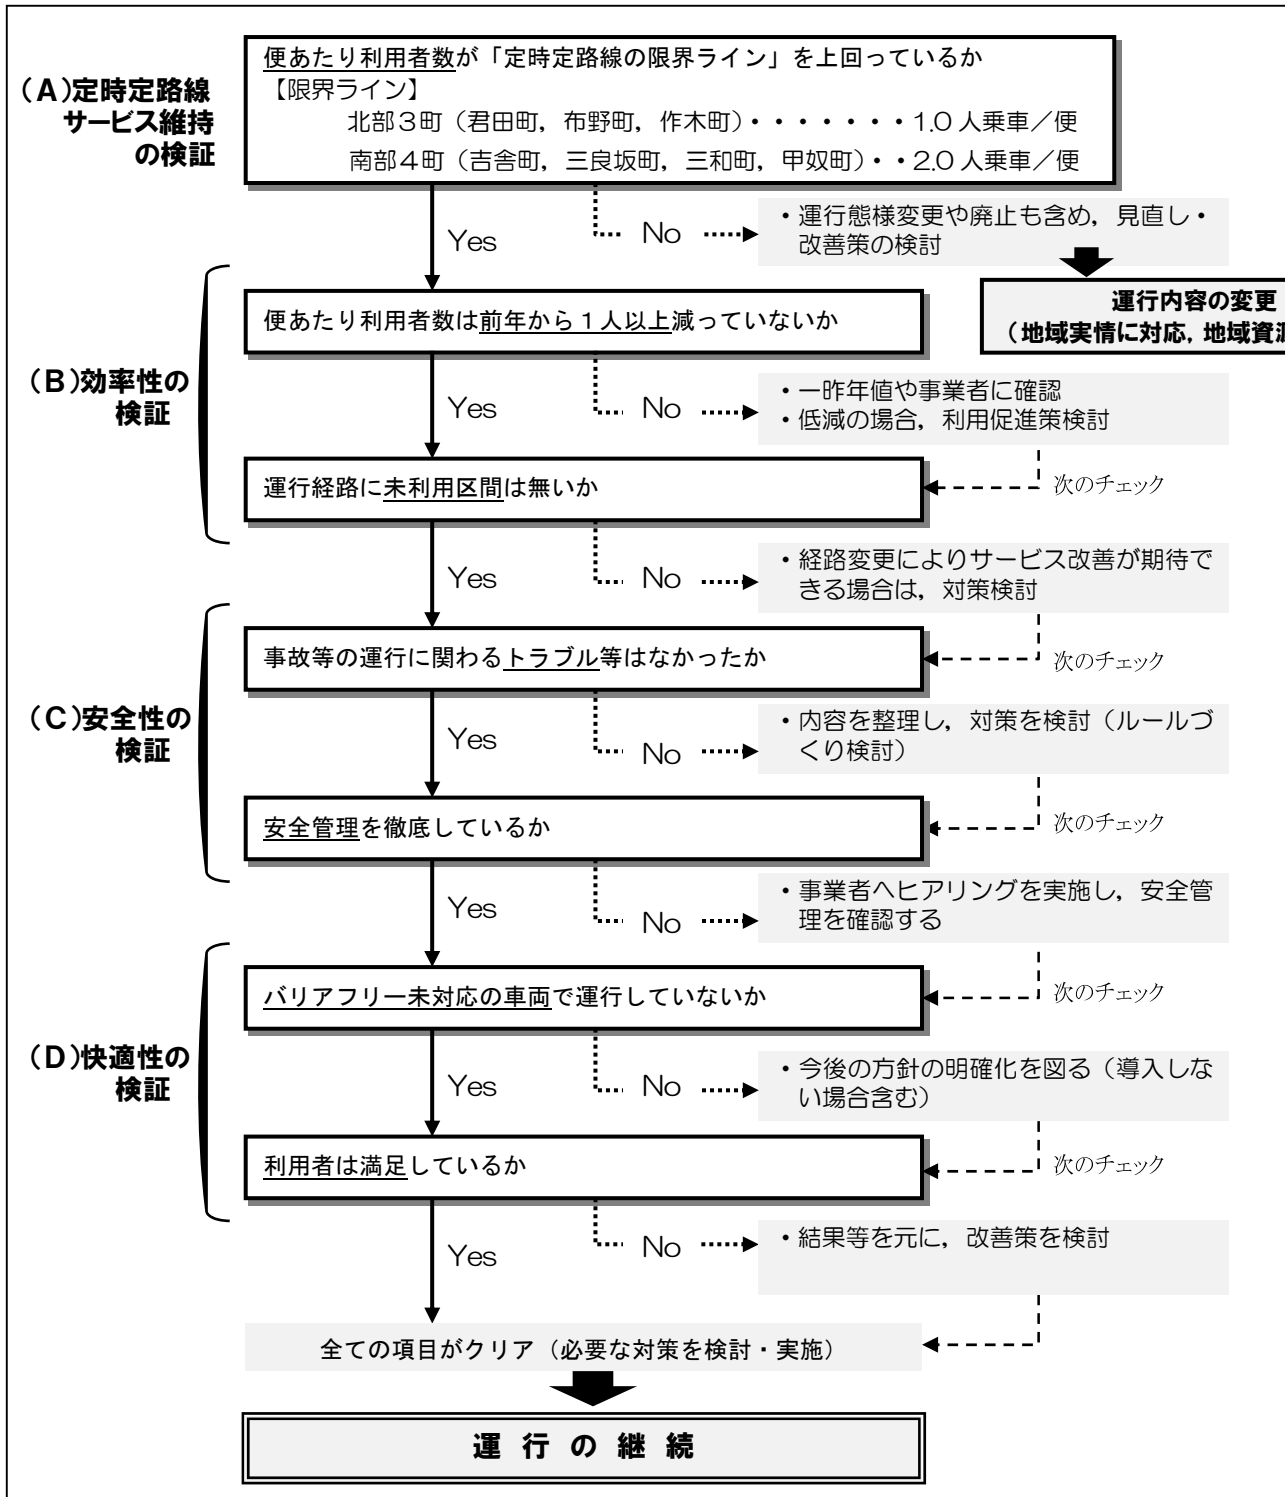 便あたり利用者数が「定時定路線の限界ライン」を上回っているか
【限界ライン】
北部３町（君田町，布野町，作木町）・・・・・・・1.0 人乗車／便
南部４町（吉舎町，三良坂町，三和町，甲奴町）・・2.0 人乗車／便
（A）定時定路線
サービス維持
の検証
Yes
No
・運行態様変更や廃止も含め，見直し・
改善策の検討
運行内容の変更
（地域実情に対応，地域資
便あたり利用者数は前年から１人以上減っていないか
（B）効率性の
検証
Yes
No
・一昨年値や事業者に確認
・低減の場合，利用促進策検討
次のチェック
運行経路に未利用区間は無いか
Yes
No
・経路変更によりサービス改善が期待で
きる場合は，対策検討
次のチェック
事故等の運行に関わるトラブル等はなかったか
（C）安全性の
検証
Yes
No
・内容を整理し，対策を検討（ルールづ
くり検討）
次のチェック
安全管理を徹底しているか
Yes
No
・事業者へヒアリングを実施し，安全管
理を確認する
次のチェック
バリアフリー未対応の車両で運行していないか
（D）快適性の
検証
Yes
No
・今後の方針の明確化を図る（導入しな
い場合含む）
次のチェック
利用者は満足しているか
Yes
No
・結果等を元に，改善策を検討
全ての項目がクリア（必要な対策を検討・実施）
運 行 の 継 続